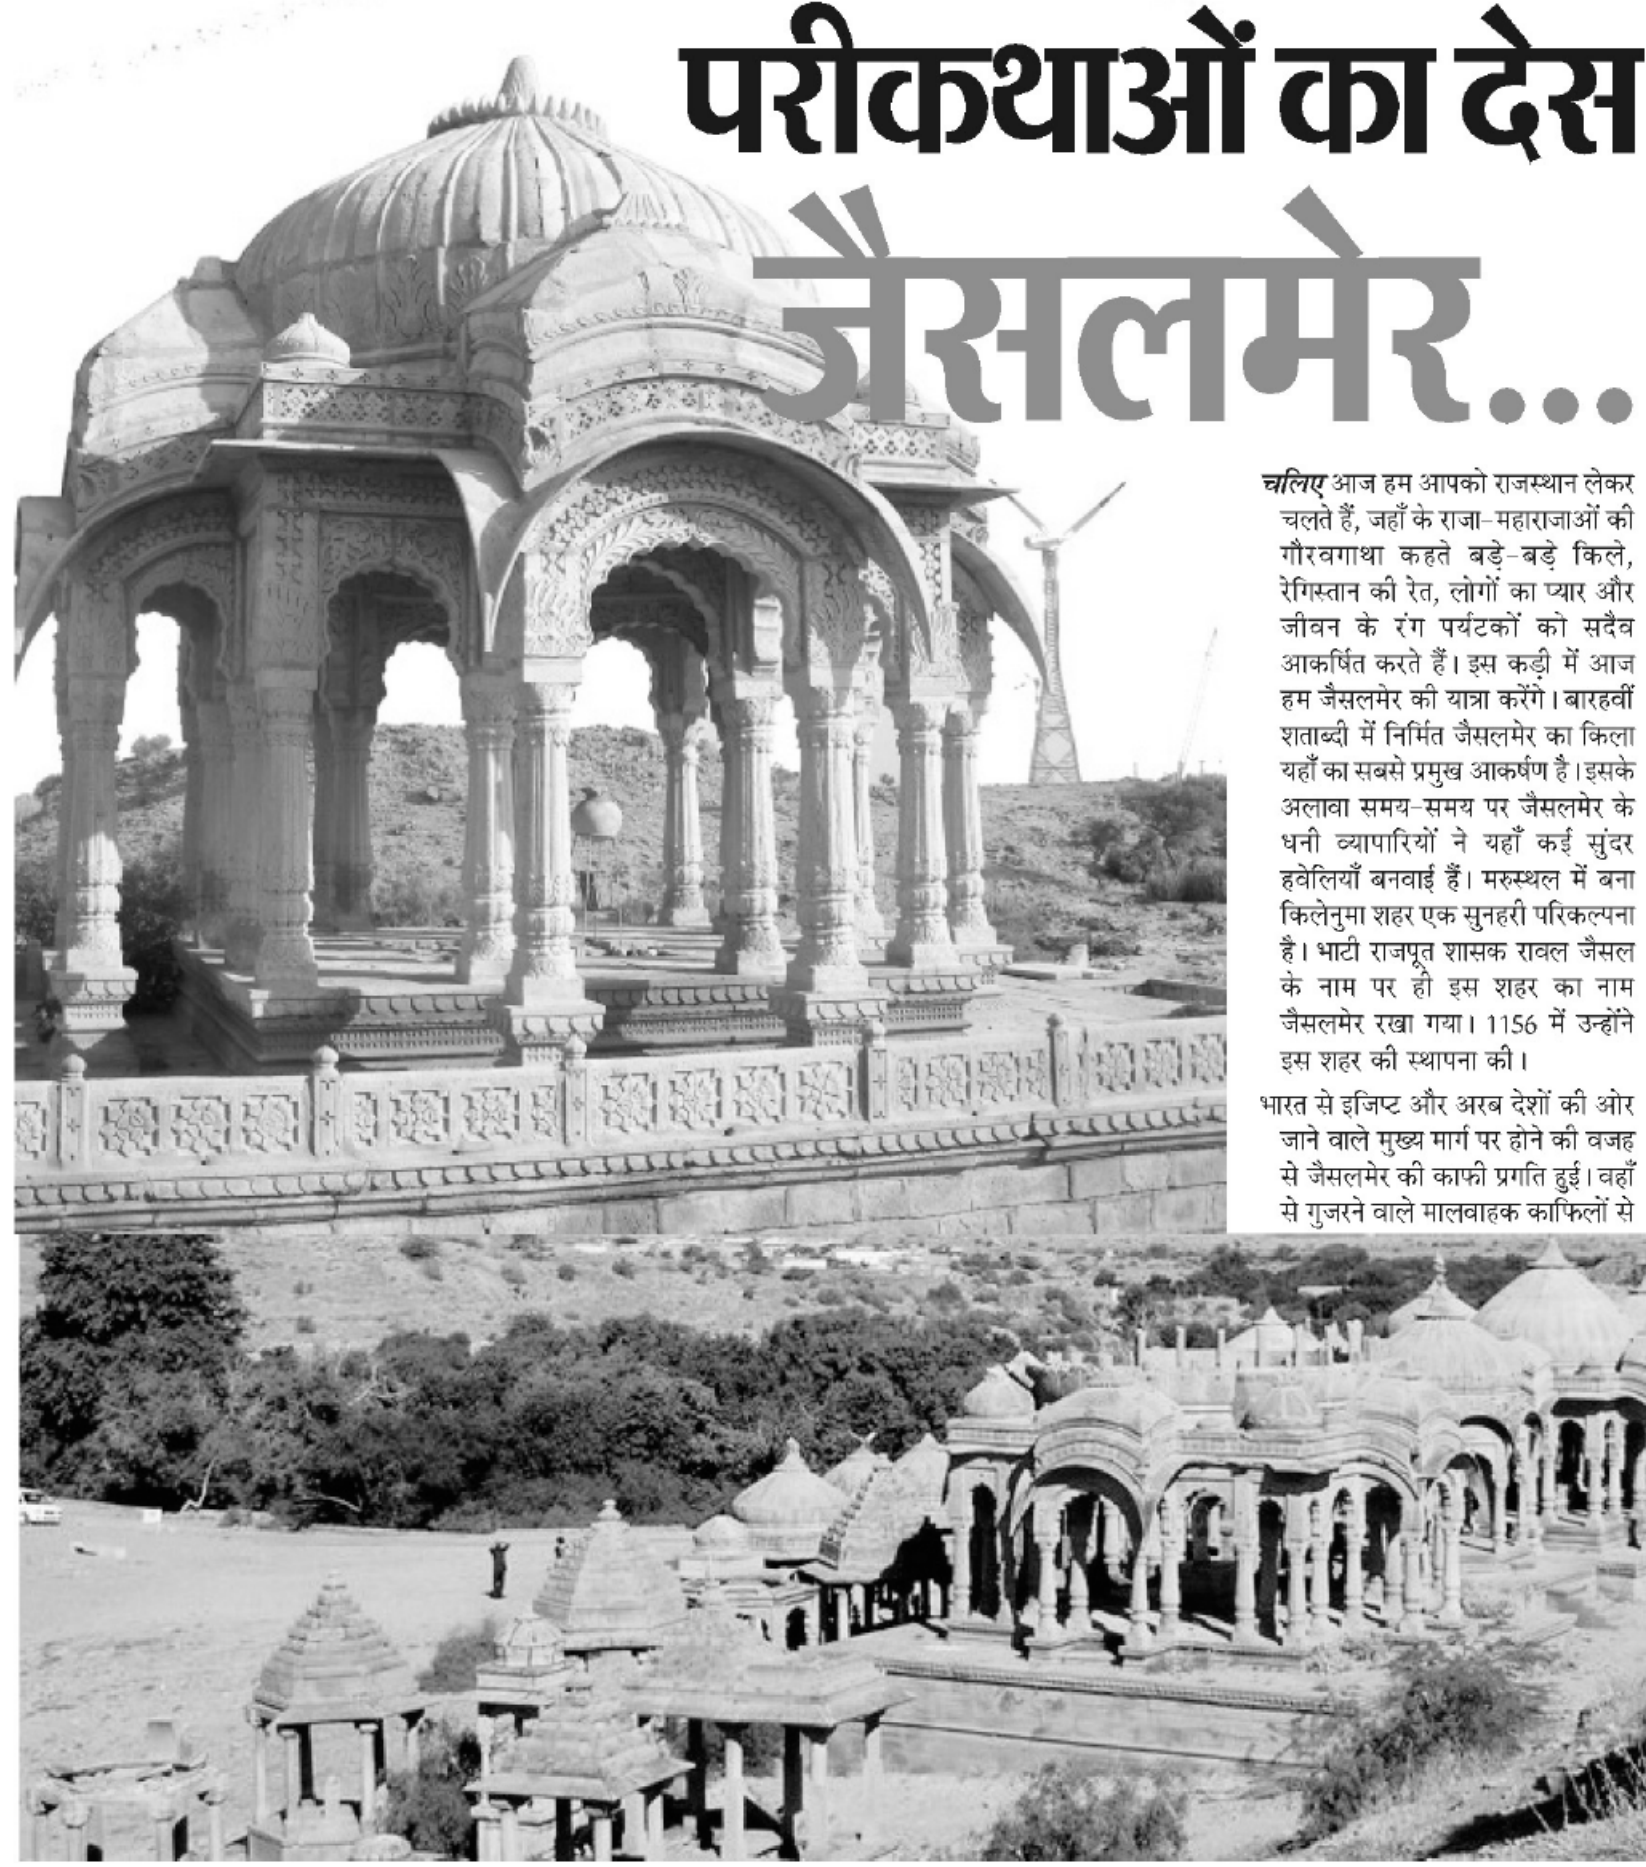 परीकथाओं का देस
जैसलमेर...
चलिए आज हम आपको राजस्थान लेकर
चलते हैं, जहाँ के राजा-महाराजाओं की
गौरवगाथा कहते बड़े-बड़े किले,
रेगिस्तान की रेत, लोगों का प्यार और
जीवन के रंग पर्यटकों को सदैव
आकर्षित करते हैं। इस कड़ी में आज
हम जैसलमेर की यात्रा करेंगे। बारहवीं
शताब्दी में निर्मित जैसलमेर का किला
यहाँ का सबसे प्रमुख आकर्षण है। इसके
अलावा समय-समय पर जैसलमेर के
धनी व्यापारियों ने यहाँ कई सुंदर
हवेलियाँ बनवाई हैं। मरुस्थल में बना
किलेनुमा शहर एक सुनहरी परिकल्पना
है। भाटी राजपूत शासक रावल जैसल
के नाम पर ही इस शहर का नाम
जैसलमेर रखा गया। 1156 में उन्होंने
इस शहर की स्थापना की।
भारत से इजिप्ट और अरब देशों की ओर
जाने वाले मुख्य मार्ग पर होने की वजह
से जैसलमेर की काफी प्रगति हुई। वहाँ
से गुजरने वाले मालवाहक काफिलों से